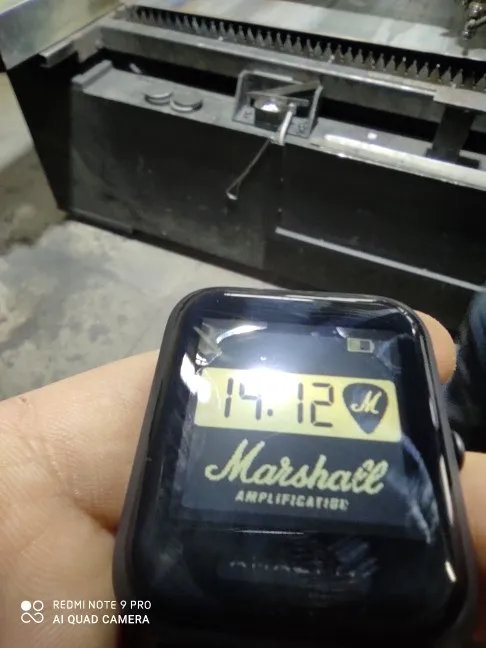 14:12
M
Marshall
AMPLIFICATION
REDMI NOTE 9 PRO
AI QUAD CAMERA